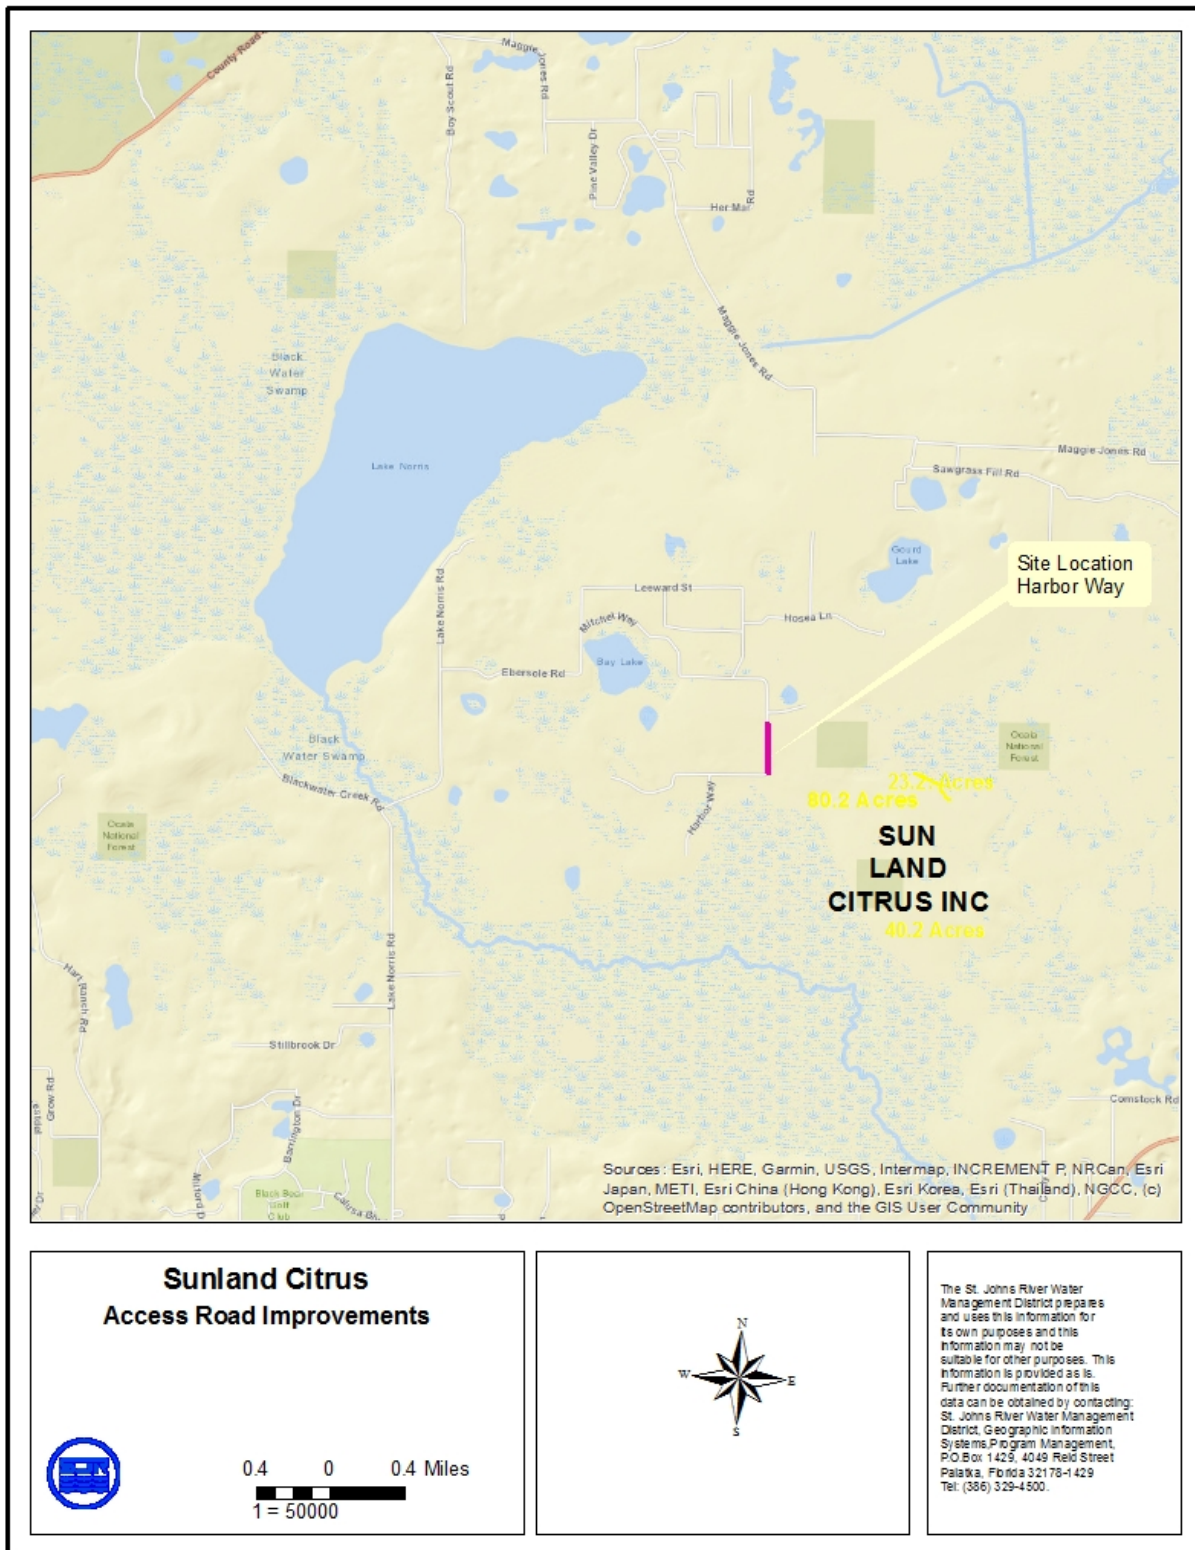 County Road
Maggie Jones Rd
Boy Scout Rd
Pine Valley Dr
Her Mar Rd
Maggie Jones Rd
Black
Water
Swamp
Lake Norris
Maggie Jones Rd
Sawgrass Fill Rd
Gourd
Lake
Site Location
Harbor Way
Lake Norris Rd
Leeward St
Mitchel Way
Hosea Ln
Bay Lake
Ebersole Rd
Black
Water Swamp
Blackwater Creek Rd
Ocala
National
Forest
Harbor Way
Ocala
National
Forest
23.2 Acres
80.2 Acres
SUN
LAND
CITRUS INC
40.2 Acres
Hart Ranch Rd
Lake Norris Rd
Stillbrook Dr
Grow Rd
Barrington Dr
Black Bear
Golf
Club
Comstock Rd
Sources: Esri, HERE, Garmin, USGS, Intermap, INCREMENT P, NRCan, Esri
Japan, METI, Esri China (Hong Kong), Esri Korea, Esri (Thailand), NGCC, (c)
OpenStreetMap contributors, and the GIS User Community
Sunland Citrus
Access Road Improvements
0.4 0 0.4 Miles
1 = 50000
N
W E
S
The St. Johns River Water
Management District prepares
and uses this information for
its own purposes and this
information may not be
suitable for other purposes. This
information is provided as is.
Further documentation of this
data can be obtained by contacting:
St. Johns River Water Management
District, Geographic Information
Systems,Program Management,
P.O.Box 1429, 4049 Reid Street
Palatka, Florida 32178-1429
Tel: (386) 329-4500.